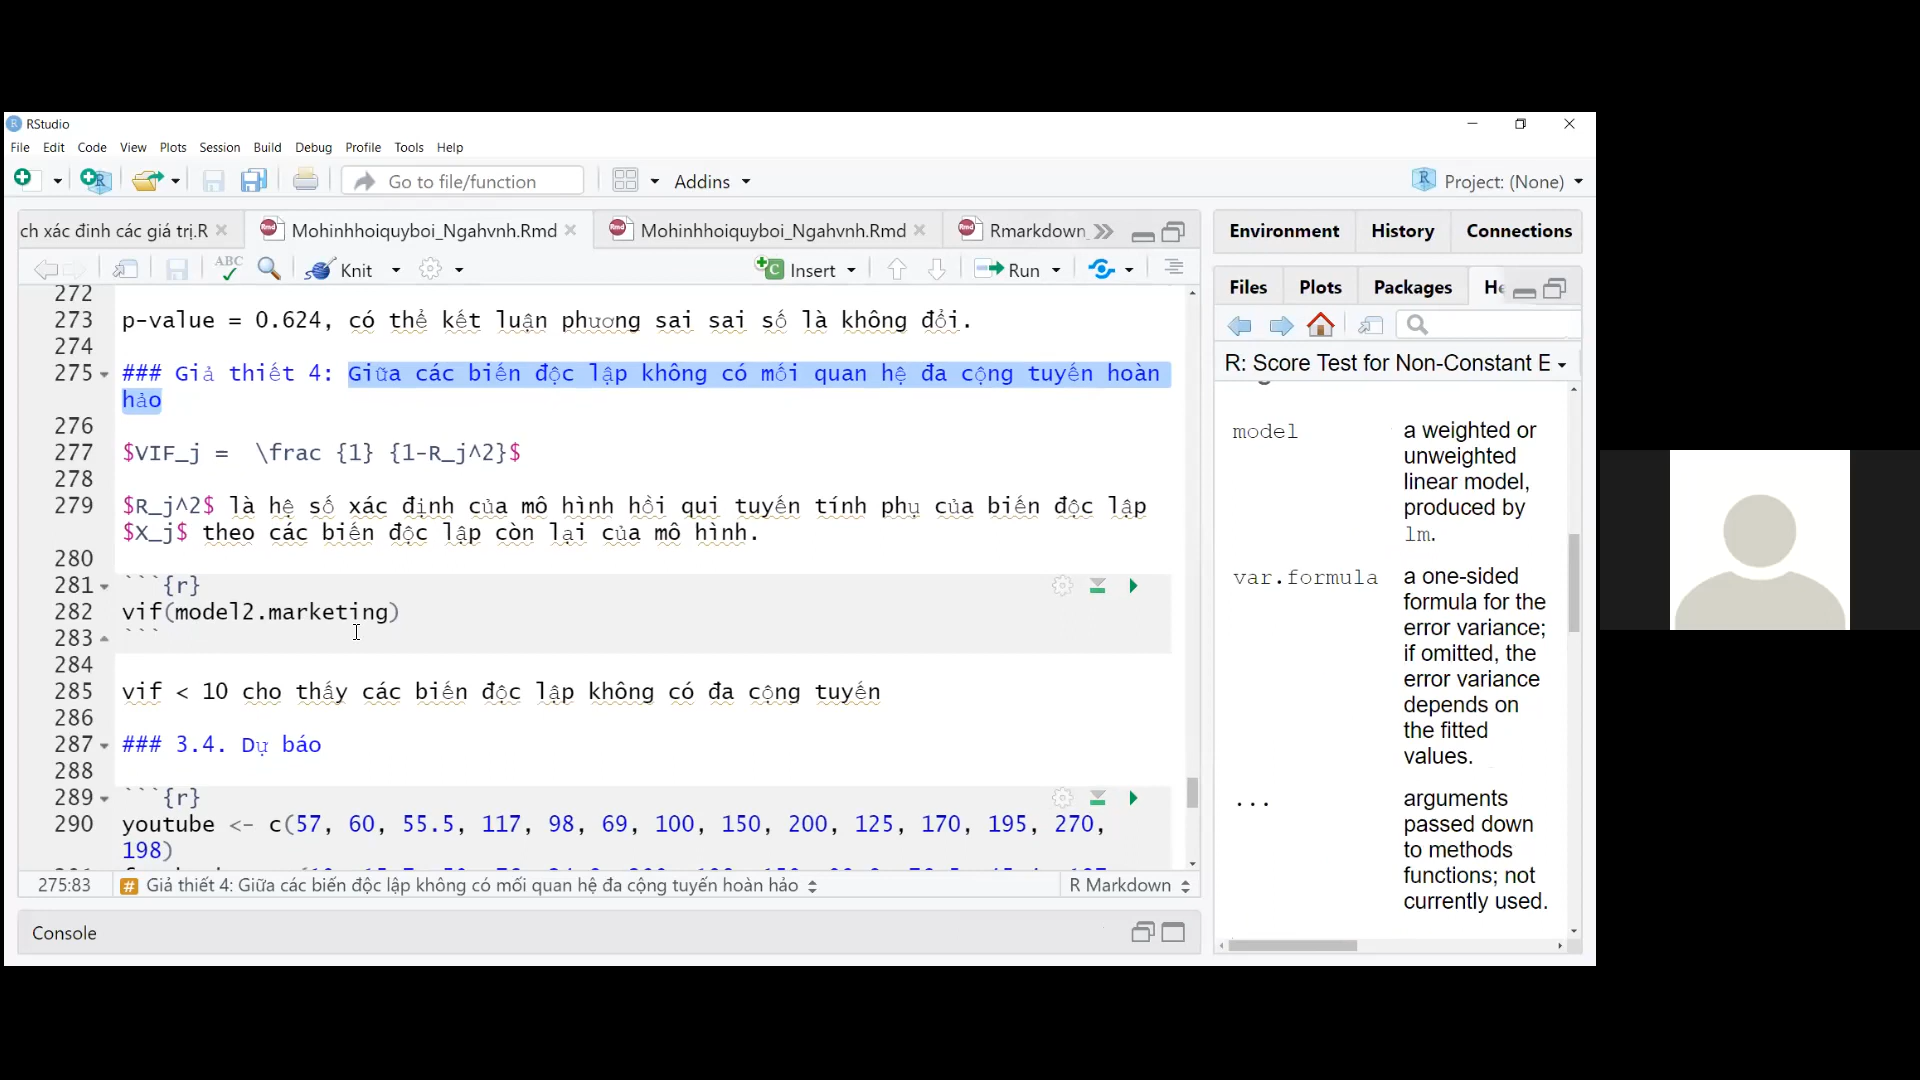 RStudio
File Edit Code View Plots Session Build Debug Profile Tools Help
Go to file/function
Addins
Project: (None)
ch xác đinh các giá trị.R
Mohinhhoiquyboi_Ngahvnh.Rmd
Mohinhhoiquyboi_Ngahvnh.Rmd
Rmarkdown
ABC
Knit
Insert
Run
272
273 p-value = 0.624, có thể kết luận phương sai sai số là không đổi.
274
275 ### Giả thiết 4: Giữa các biến độc lập không có mối quan hệ đa cộng tuyến hoàn
hảo
276
277 $VIF_j =  \frac {1} {1-R_j^2}$
278
279 $R_j^2$ là hệ số xác định của mô hình hồi qui tuyến tính phụ của biến độc lập
$X_j$ theo các biến độc lập còn lại của mô hình.
280
281 ```{r}
282 vif(model2.marketing)
283 ```
284
285 vif < 10 cho thấy các biến độc lập không có đa cộng tuyến
286
287 ### 3.4. Dự báo
288
289 ```{r}
290 youtube <- c(57, 60, 55.5, 117, 98, 69, 100, 150, 200, 125, 170, 195, 270,
198)
275:83
# Giả thiết 4: Giữa các biến độc lập không có mối quan hệ đa cộng tuyến hoàn hảo
R Markdown
Console
Environment History Connections
Files Plots Packages
R: Score Test for Non-Constant E
model a weighted or
unweighted
linear model,
produced by
lm.
var.formula a one-sided
formula for the
error variance;
if omitted, the
error variance
depends on
the fitted
values.
... arguments
passed down
to methods
functions; not
currently used.